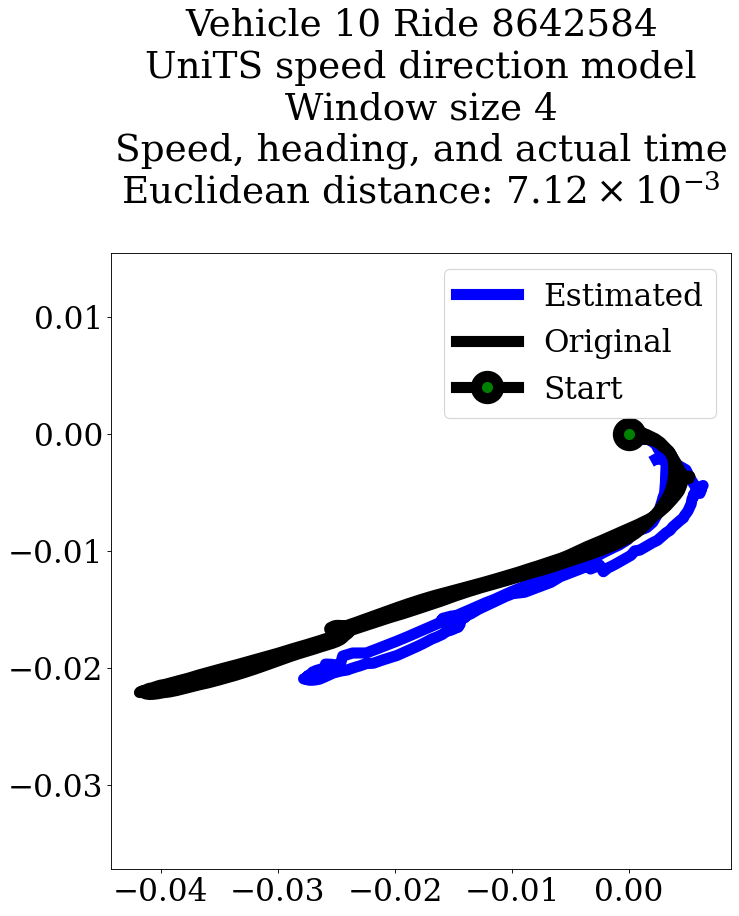 Vehicle 10 Ride 8642584
UniTS speed direction model
Window size 4
Speed, heading, and actual time
Euclidean distance: 7.12 × 10⁻³
Estimated
Original
Start
0.01
0.00
−0.01
−0.02
−0.03
−0.04 −0.03 −0.02 −0.01 0.00